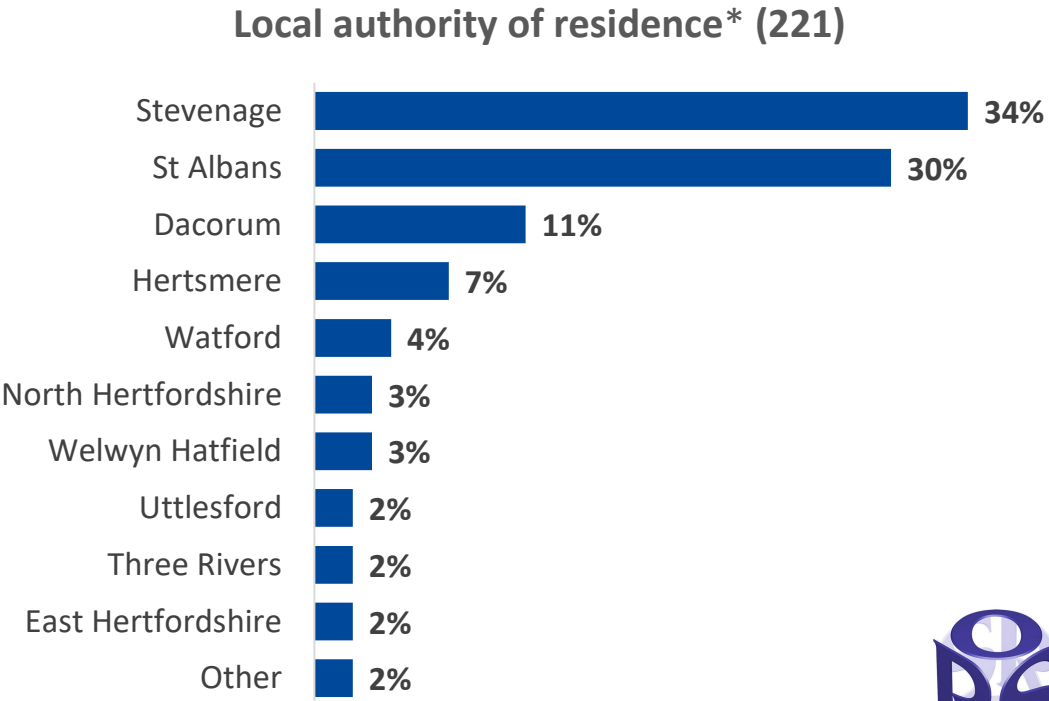 Local authority of residence* (221)
Stevenage 34%
St Albans 30%
Dacorum 11%
Hertsmere 7%
Watford 4%
North Hertfordshire 3%
Welwyn Hatfield 3%
Uttlesford 2%
Three Rivers 2%
East Hertfordshire 2%
Other 2%